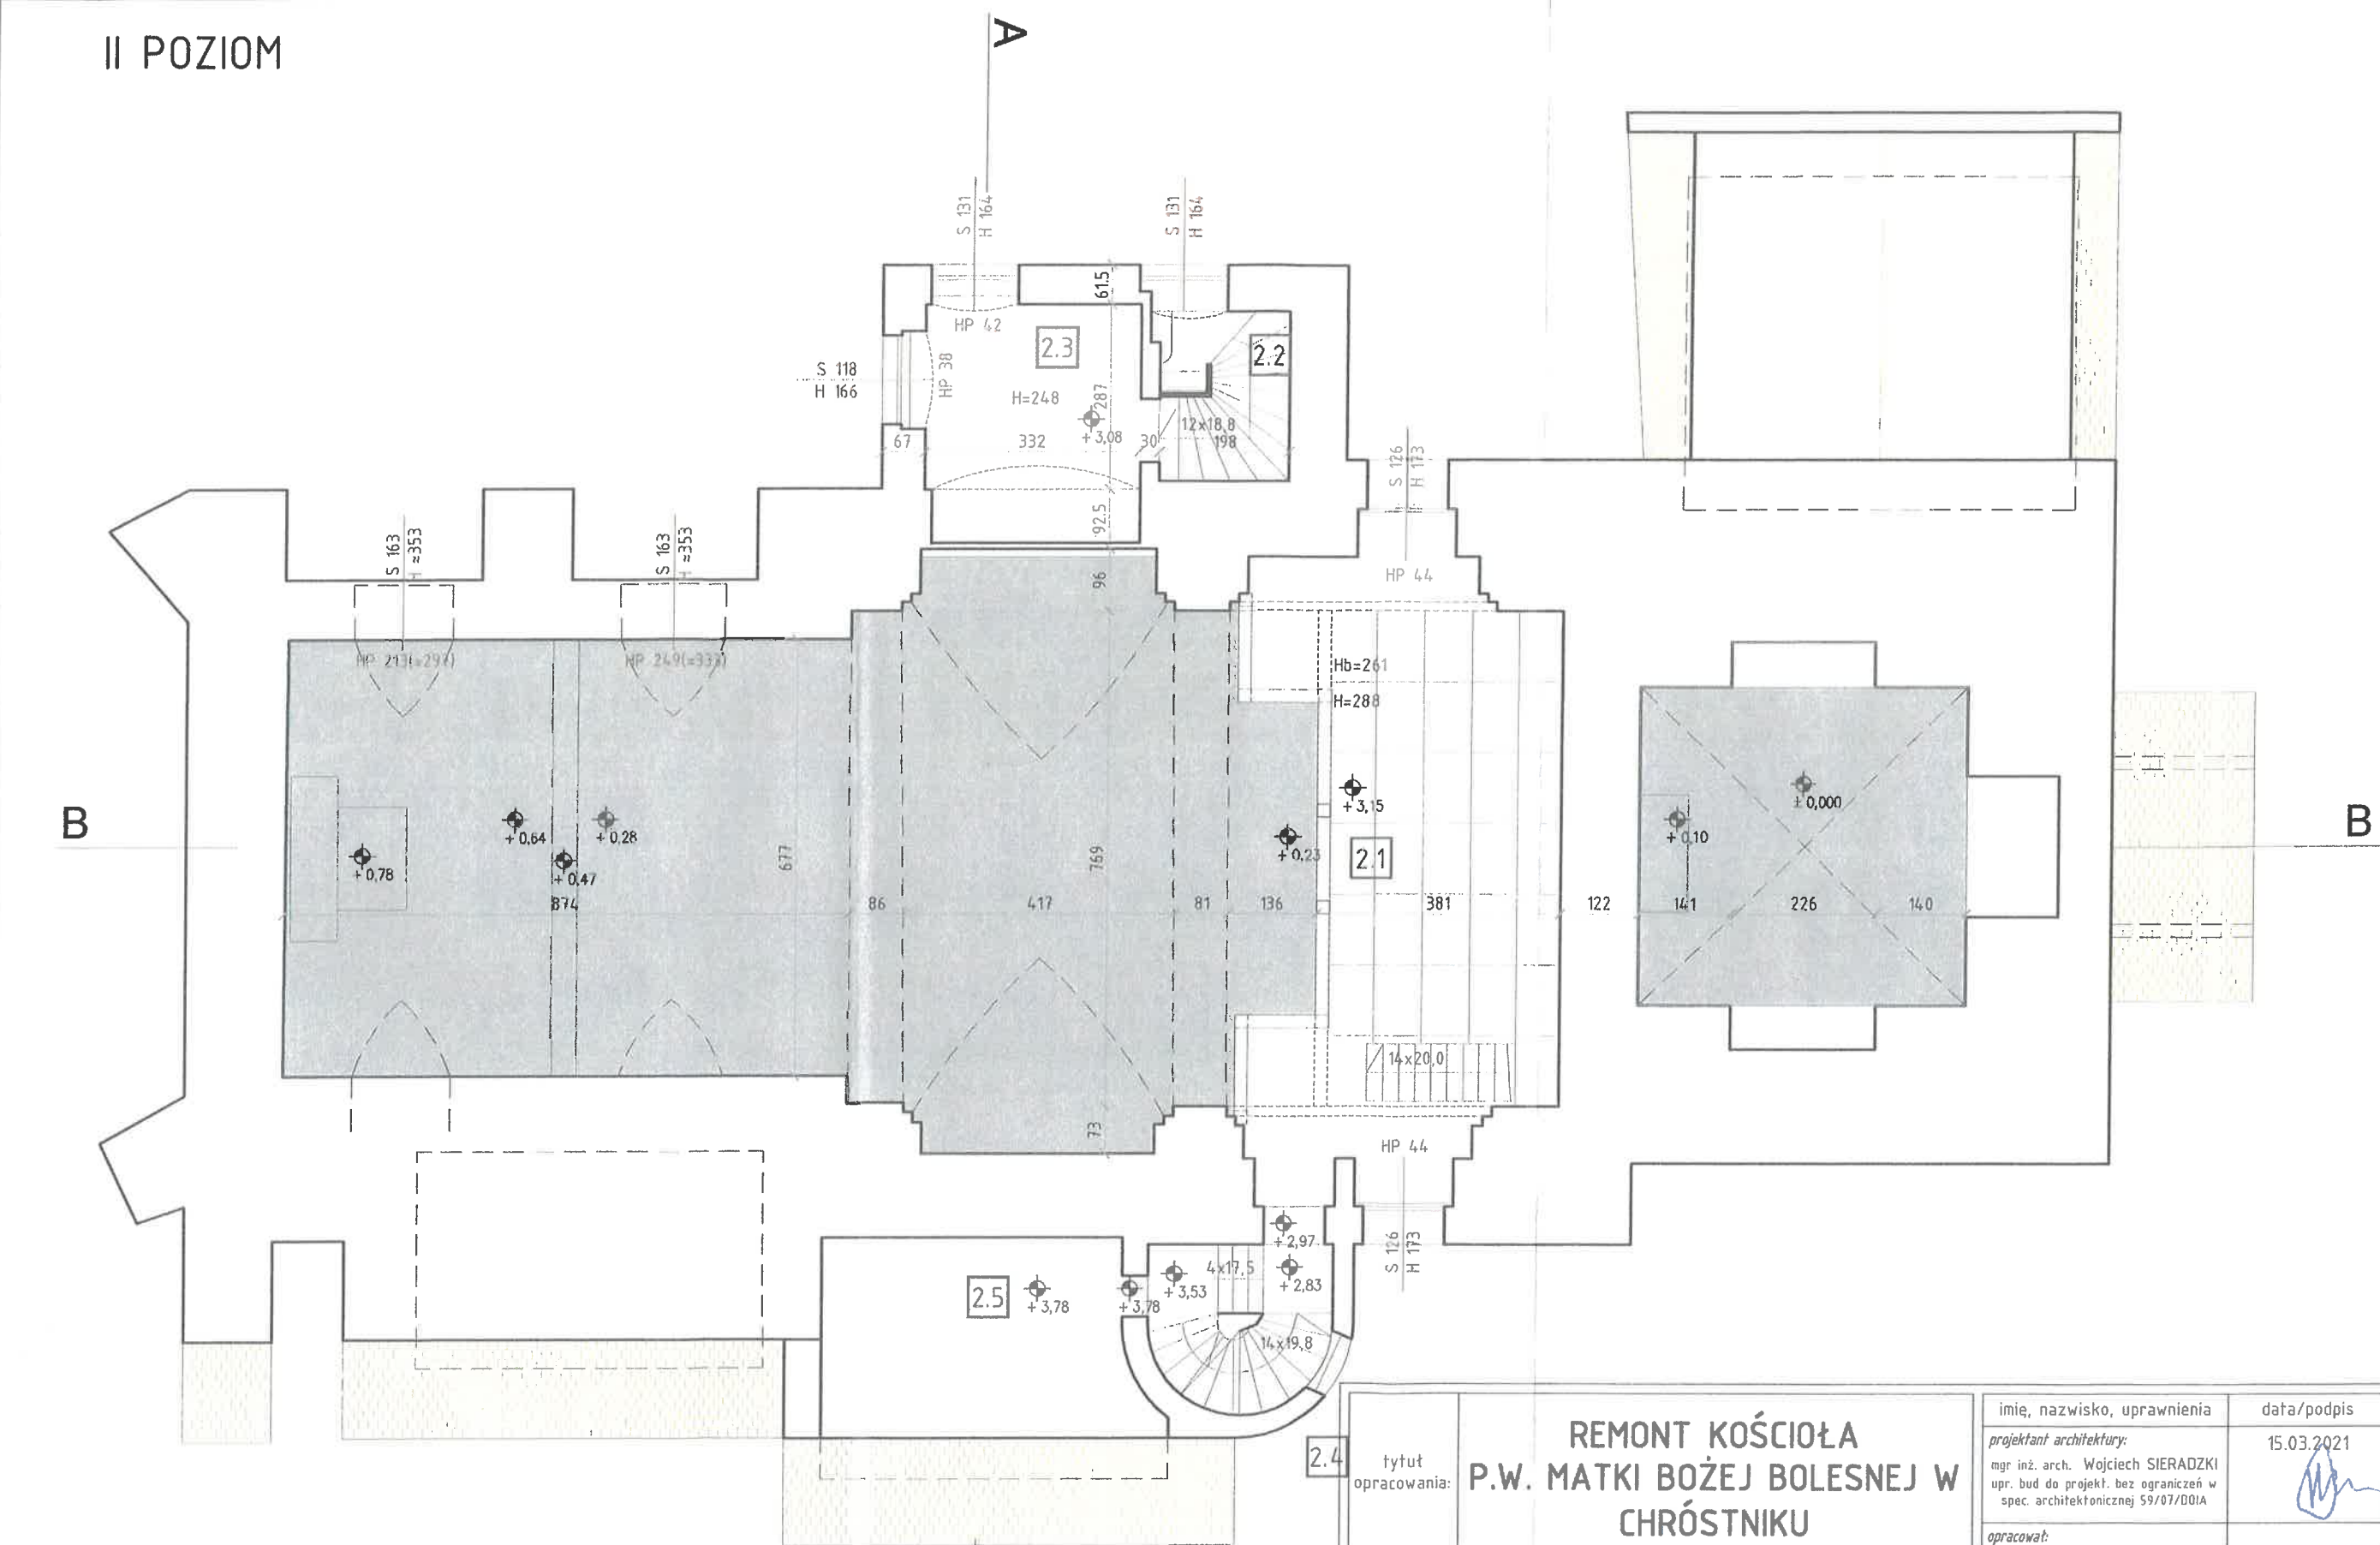 II POZIOM
A
S 131
H 164
S 131
H 164
61.5
HP 42
2.3
2.2
HP 38
S 118
H 166
H=248
287
12x18,8
67
332
+ 3,08
30
198
S 126
H 173
92.5
S 163
≈353
S 163
≈353
96
HP 44
HP 249(=333)
Hb=261
H=288
B
+ 0,64
+ 0,28
+ 0,78
+ 0,47
677
769
+ 3,15
+ 0,23
2.1
± 0,000
+ 0,10
B
874
86
417
81
136
381
122
141
226
140
14x20,0
73
HP 44
+ 2,97
S 126
H 173
4x17,5
+ 2,83
2.5
+ 3,78
+ 3,78
+ 3,53
14x19,8
2.4
tytuł
opracowania:
REMONT KOŚCIOŁA
P.W. MATKI BOŻEJ BOLESNEJ W
CHRÓSTNIKU
imię, nazwisko, uprawnienia
data/podpis
projektant architektury:
15.03.2021
mgr inż. arch. Wojciech SIERADZKI
upr. bud do projekt. bez ograniczeń w
spec. architektonicznej 59/07/DOIA
opracował: